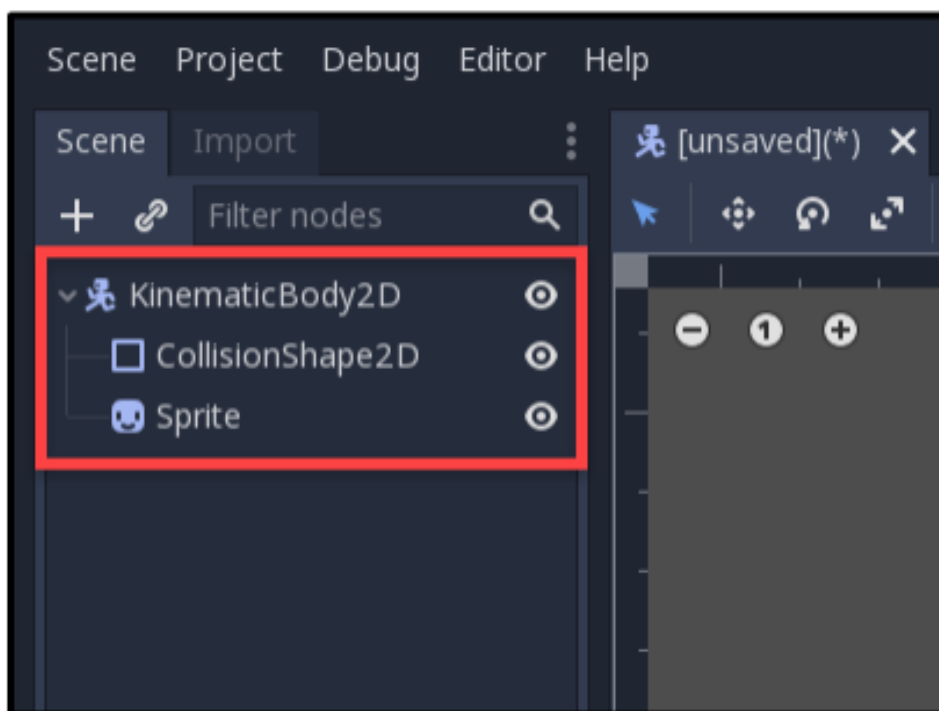 Scene Project Debug Editor Help
Scene Import
[unsaved](*)
Filter nodes
KinematicBody2D
CollisionShape2D
Sprite
1